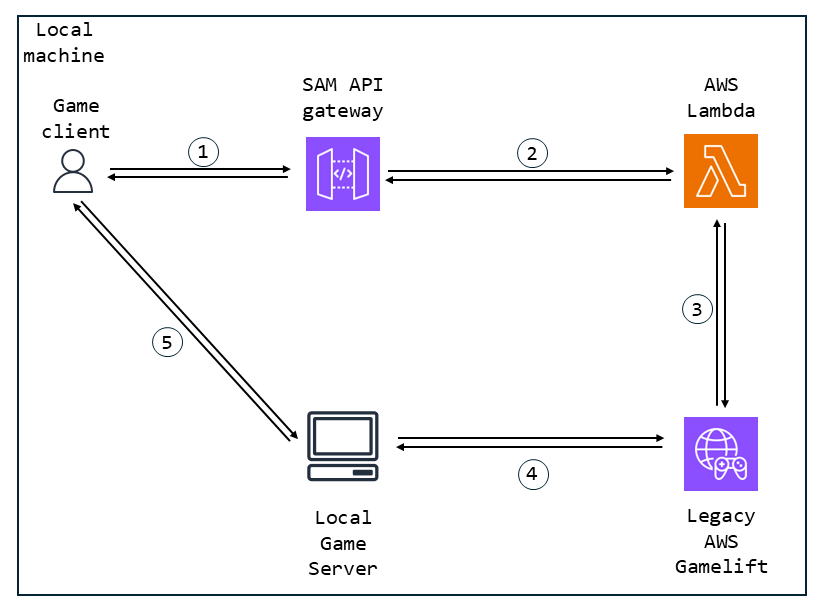 Local
machine
Game
client
SAM API
gateway
AWS
Lambda
1
2
</>
3
5
4
Local
Game
Server
Legacy
AWS
Gamelift